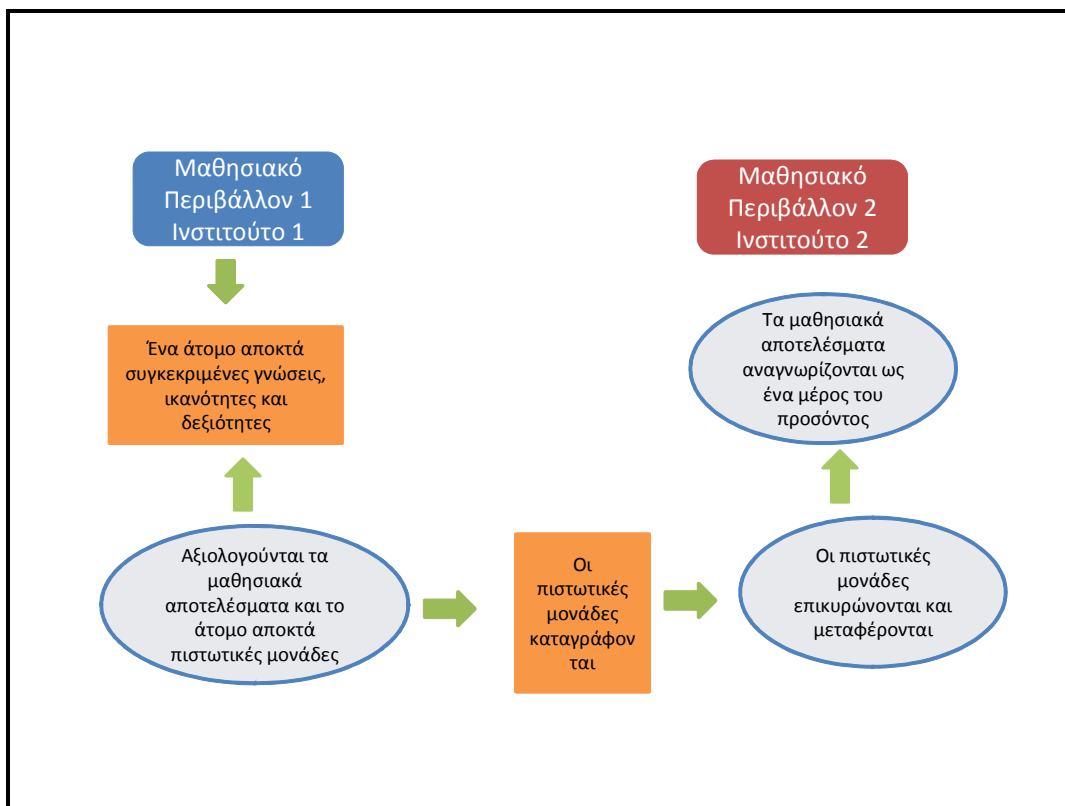 Μαθησιακό
Περιβάλλον 1
Ινστιτούτο 1
Μαθησιακό
Περιβάλλον 2
Ινστιτούτο 2
Ένα άτομο αποκτά
συγκεκριμένες γνώσεις,
ικανότητες και
δεξιότητες
Τα μαθησιακά
αποτελέσματα
αναγνωρίζονται ως
ένα μέρος του
προσόντος
Αξιολογούνται τα
μαθησιακά
αποτελέσματα και το
άτομο αποκτά
πιστωτικές μονάδες
Οι
πιστωτικές
μονάδες
καταγράφον
ται
Οι πιστωτικές
μονάδες
επικυρώνονται και
μεταφέρονται